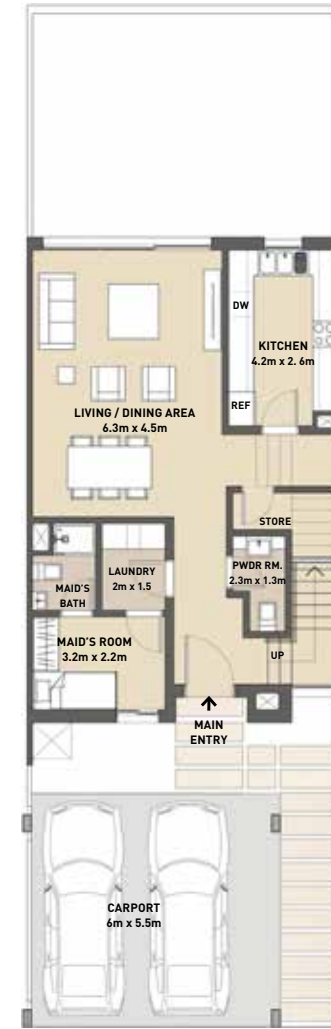 DW
KITCHEN
4.2m x 2. 6m
REF
LIVING / DINING AREA
6.3m x 4.5m
STORE
LAUNDRY
2m x 1.5
PWDR RM.
2.3m x 1.3m
MAID'S
BATH
MAID'S ROOM
3.2m x 2.2m
UP
MAIN
ENTRY
CARPORT
6m x 5.5m